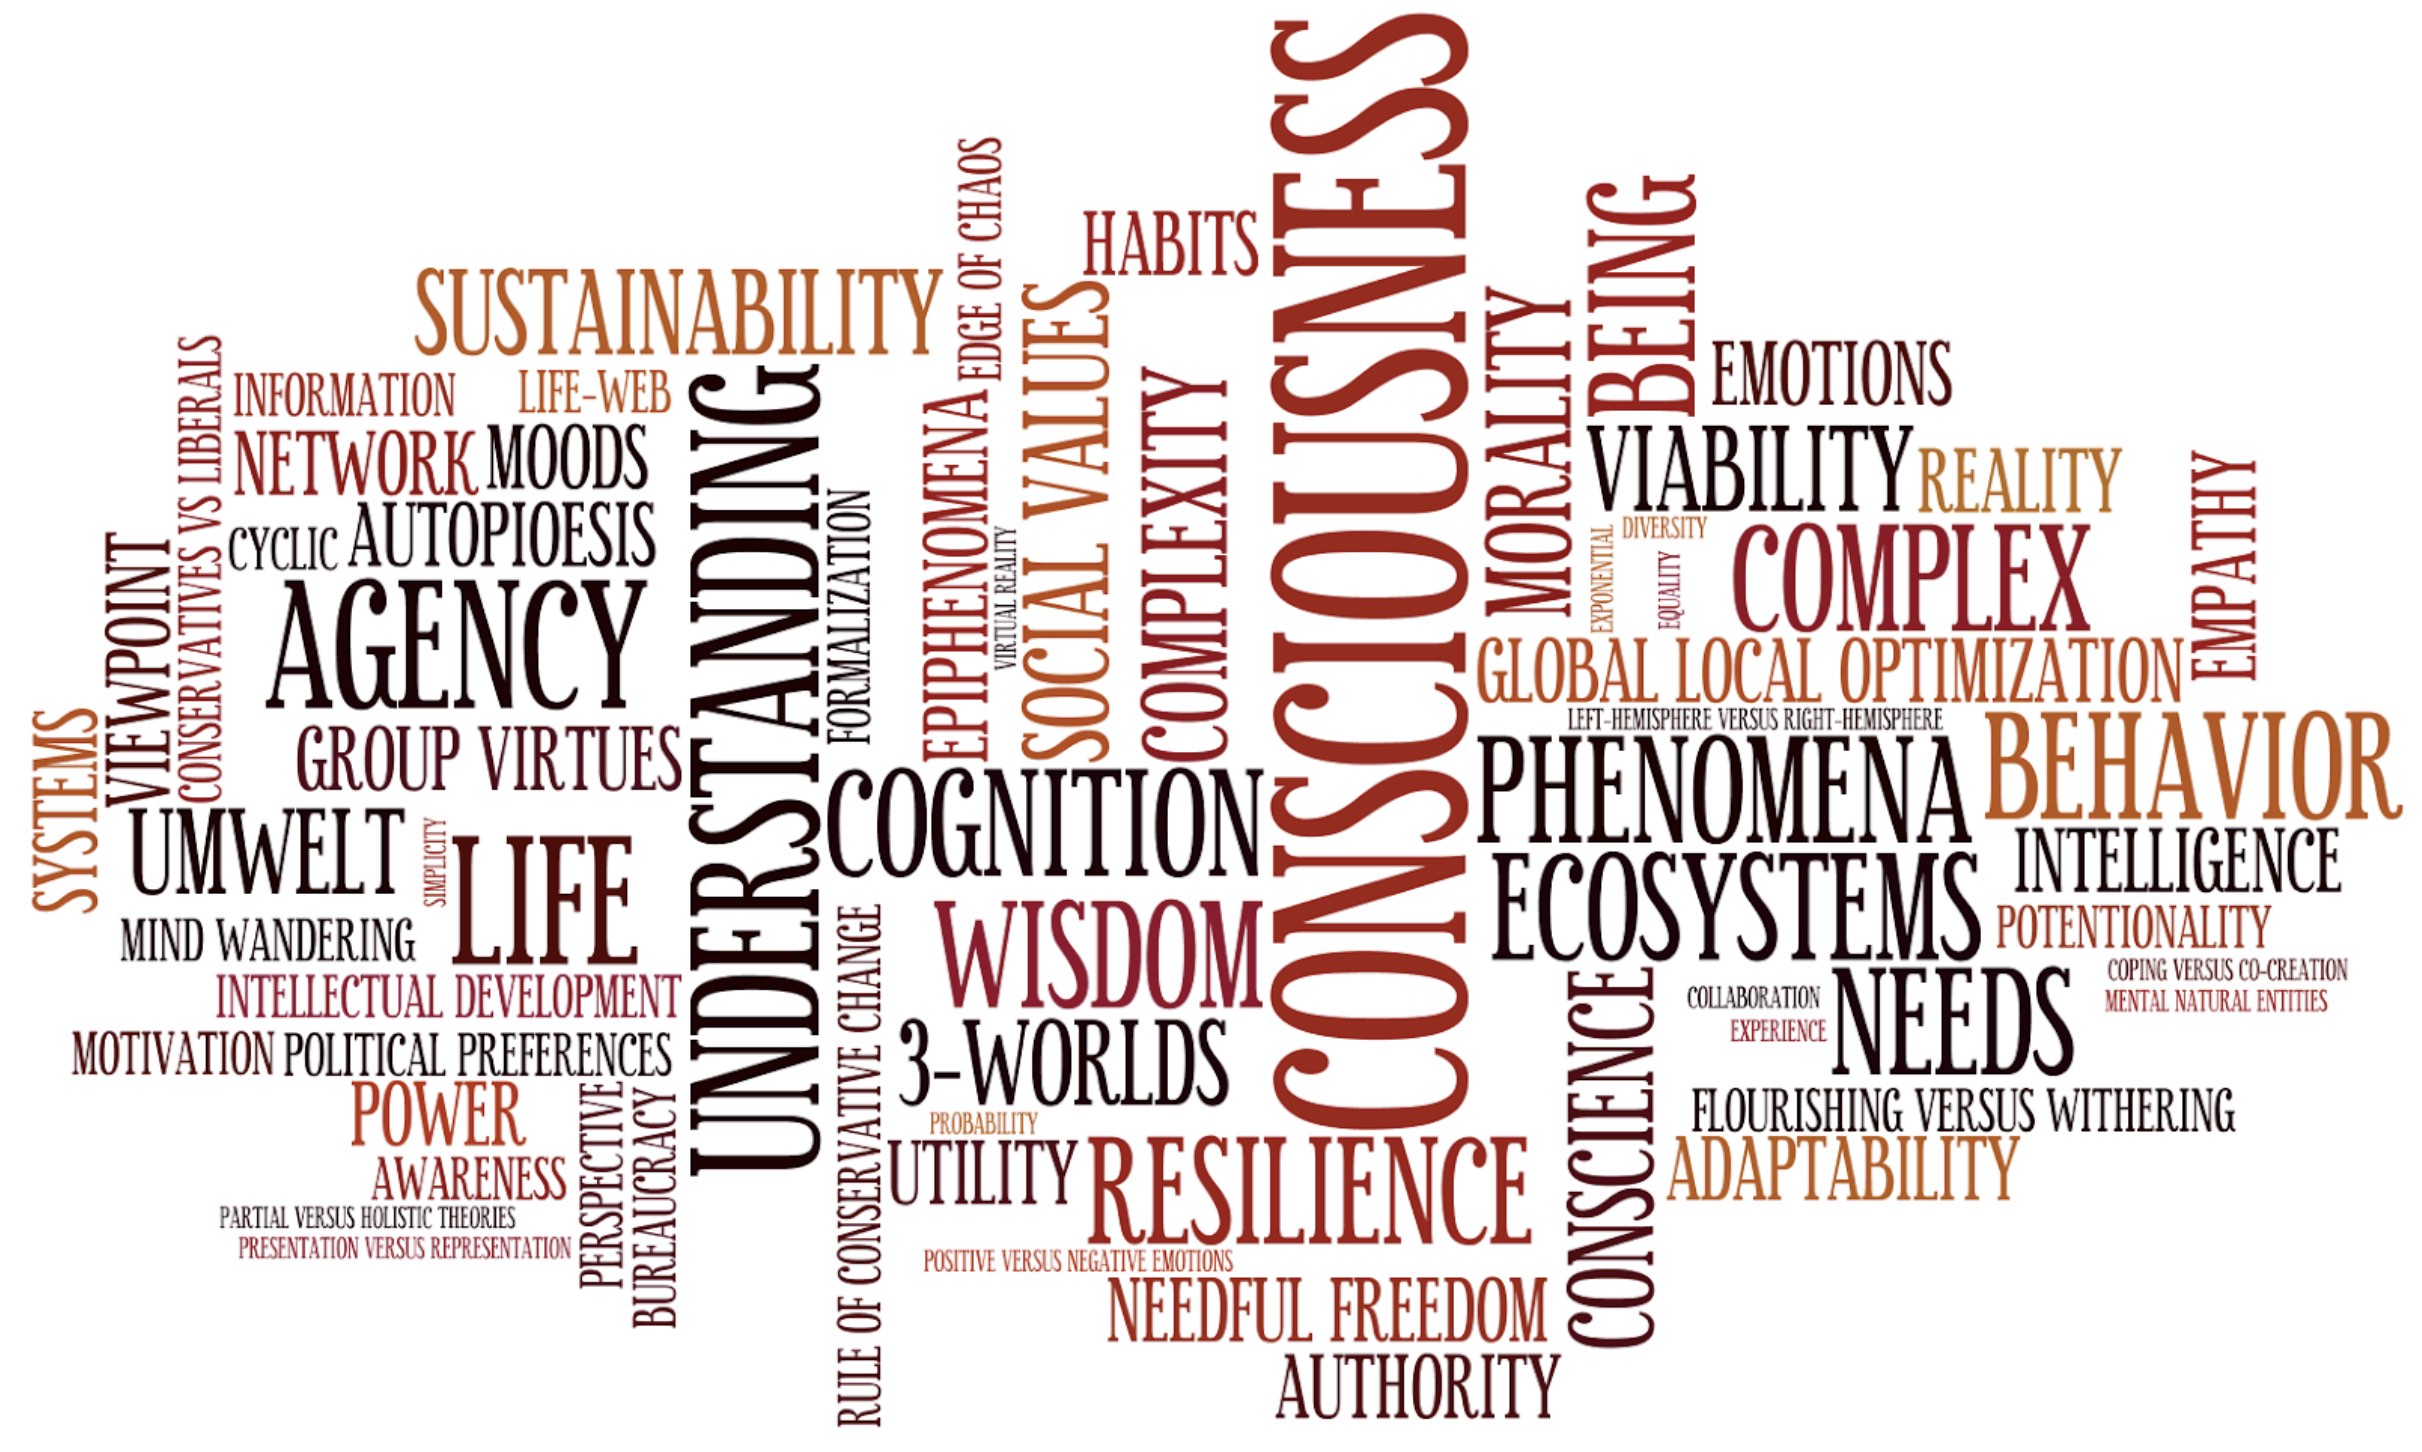 CONSCIOUSNESS
EDGE OF CHAOS
HABITS
BEING
SUSTAINABILITY
SOCIAL VALUES
MORALITY
EMOTIONS
CONSERVATIVES VS LIBERALS
INFORMATION
LIFE-WEB
UNDERSTANDING
EPIPHENOMENA
COMPLEXITY
NETWORK
MOODS
VIABILITY
REALITY
EMPATHY
CYCLIC
AUTOPIOESIS
FORMALIZATION
VIRTUAL REALITY
EXPONENTIAL
DIVERSITY
EQUALITY
COMPLEX
VIEWPOINT
AGENCY
GLOBAL LOCAL OPTIMIZATION
SYSTEMS
GROUP VIRTUES
LEFT-HEMISPHERE VERSUS RIGHT-HEMISPHERE
PHENOMENA
BEHAVIOR
UMWELT
SIMPLICITY
LIFE
COGNITION
ECOSYSTEMS
INTELLIGENCE
MIND WANDERING
WISDOM
POTENTIONALITY
INTELLECTUAL DEVELOPMENT
RULE OF CONSERVATIVE CHANGE
CONSCIENCE
COLLABORATION
NEEDS
COPING VERSUS CO-CREATION
MENTAL NATURAL ENTITIES
EXPERIENCE
MOTIVATION
POLITICAL PREFERENCES
3-WORLDS
POWER
PERSPECTIVE
BUREAUCRACY
PROBABILITY
FLOURISHING VERSUS WITHERING
AWARENESS
UTILITY
RESILIENCE
ADAPTABILITY
PARTIAL VERSUS HOLISTIC THEORIES
PRESENTATION VERSUS REPRESENTATION
POSITIVE VERSUS NEGATIVE EMOTIONS
NEEDFUL FREEDOM
AUTHORITY